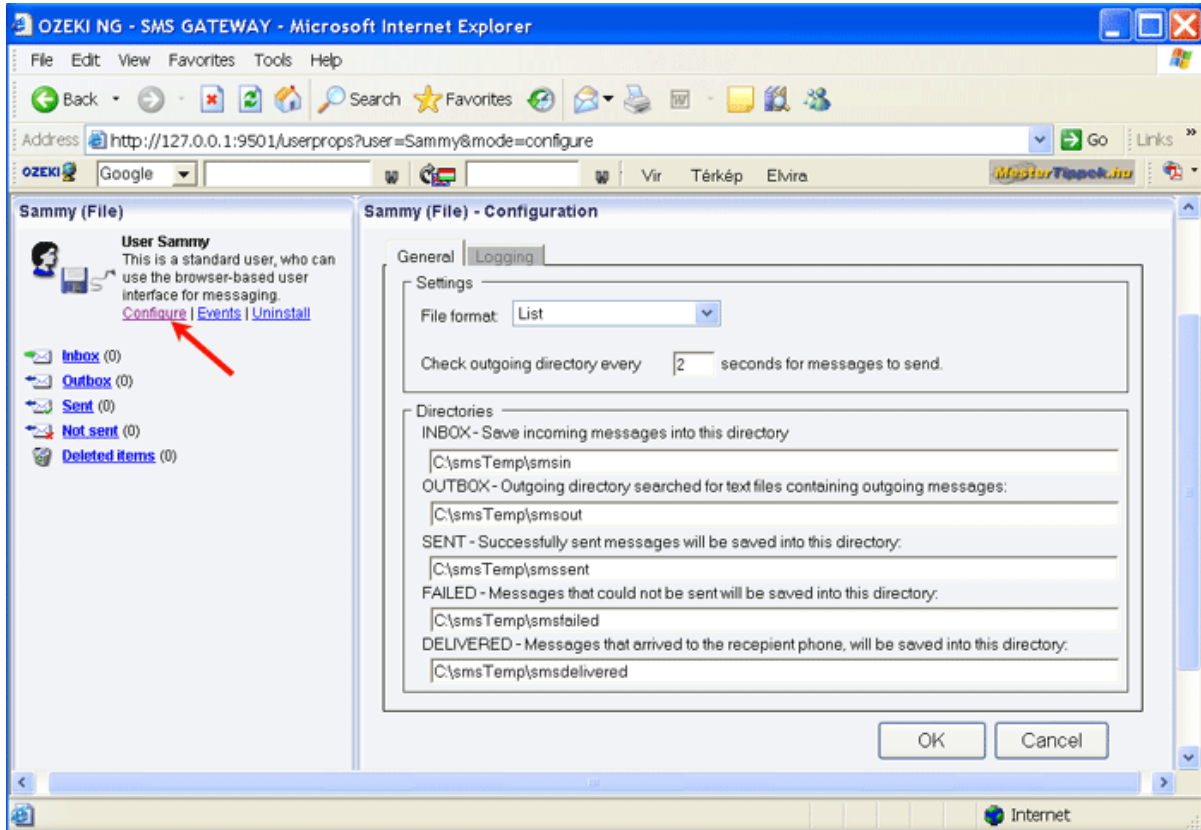 OZEKI NG - SMS GATEWAY - Microsoft Internet Explorer
File Edit View Favorites Tools Help
Back Search Favorites
Address http://127.0.0.1:9501/userprops?user=Sammy&mode=configure Go Links »
OZEKI Google Vir Térkép Elvira MesterTippek.hu
Sammy (File)
User Sammy
This is a standard user, who can
use the browser-based user
interface for messaging.
Configure | Events | Uninstall
Inbox (0)
Outbox (0)
Sent (0)
Not sent (0)
Deleted items (0)
Sammy (File) - Configuration
General Logging
Settings
File format: List
Check outgoing directory every 2 seconds for messages to send.
Directories
INBOX - Save incoming messages into this directory
C:\smsTemp\smsin
OUTBOX - Outgoing directory searched for text files containing outgoing messages:
C:\smsTemp\smsout
SENT - Successfully sent messages will be saved into this directory:
C:\smsTemp\smssent
FAILED - Messages that could not be sent will be saved into this directory:
C:\smsTemp\smsfailed
DELIVERED - Messages that arrived to the recepient phone, will be saved into this directory:
C:\smsTemp\smsdelivered
OK Cancel
Internet